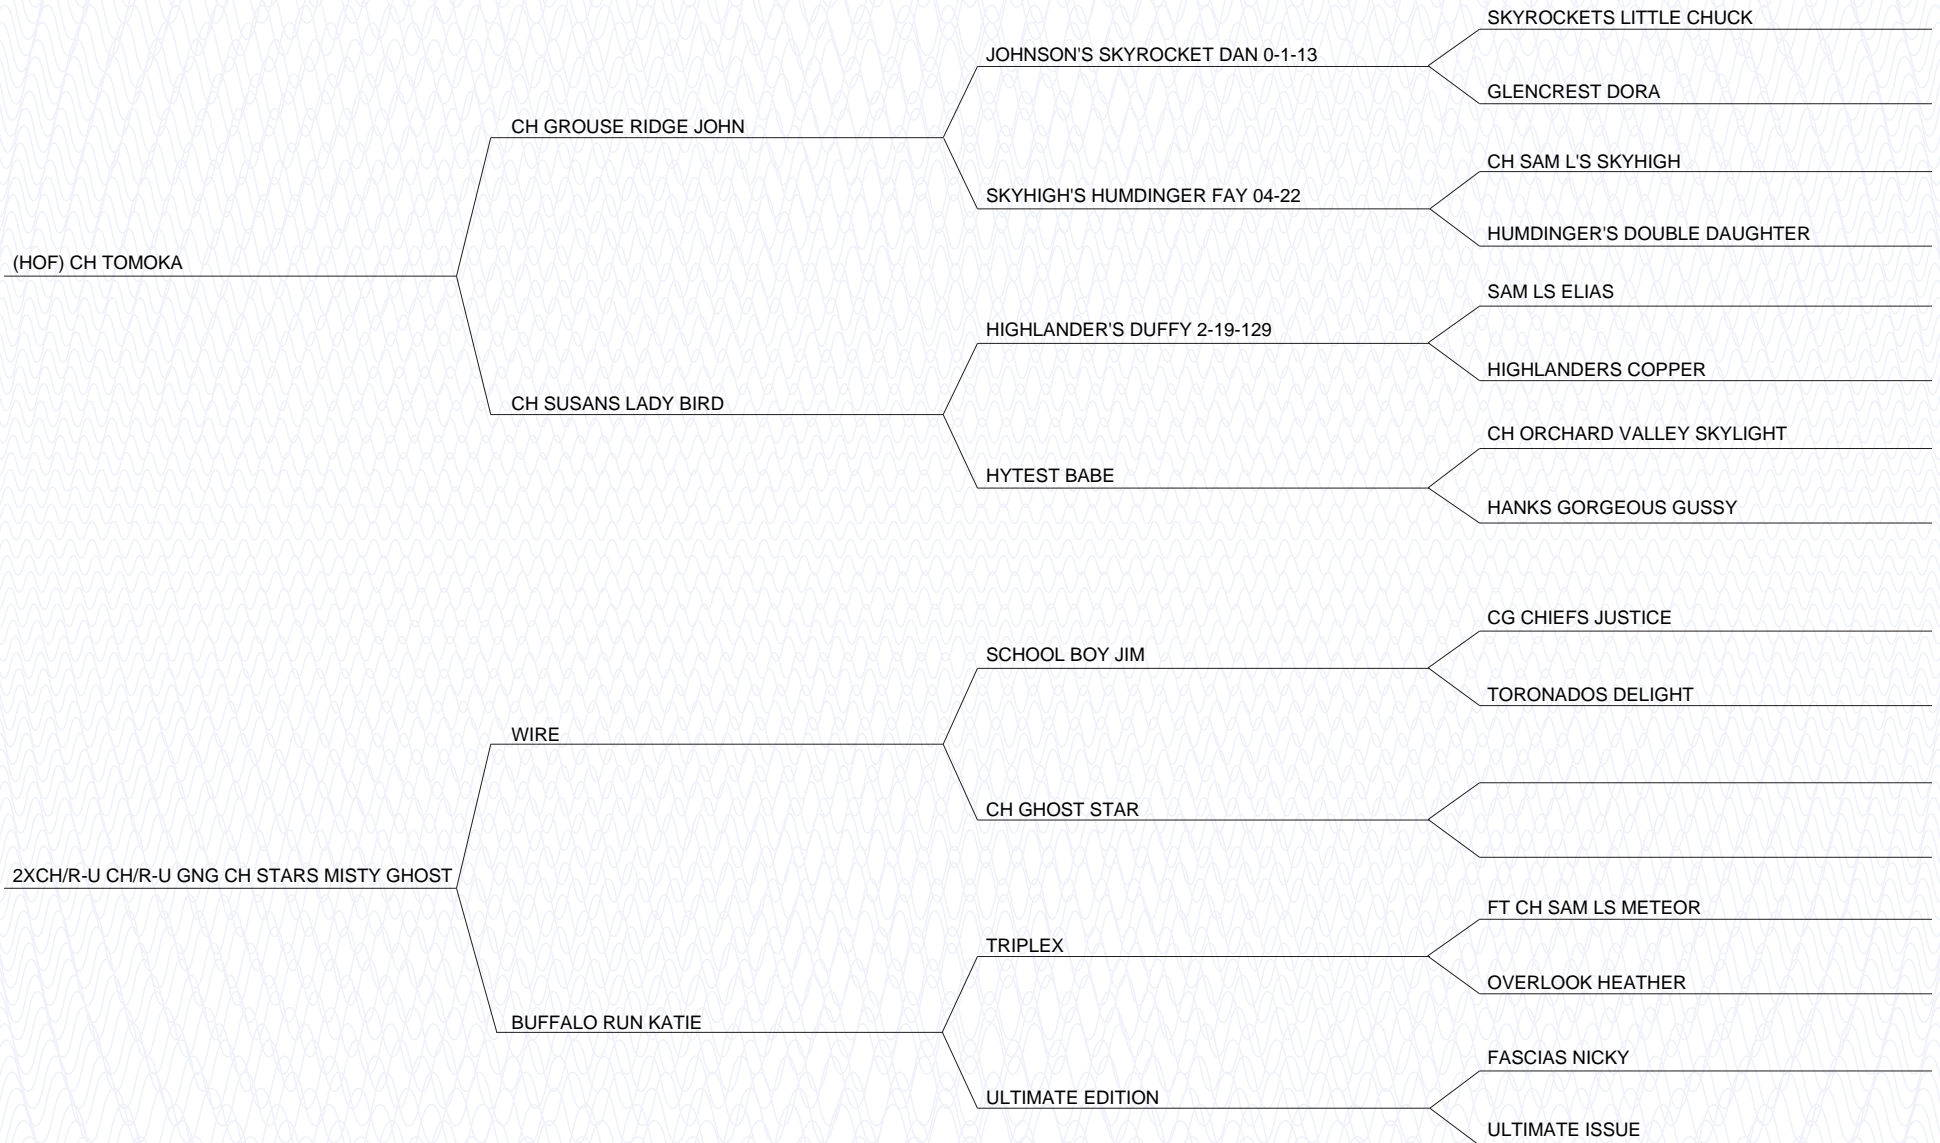 SKYROCKETS LITTLE CHUCK
JOHNSON'S SKYROCKET DAN 0-1-13
GLENCREST DORA
CH GROUSE RIDGE JOHN
CH SAM L'S SKYHIGH
SKYHIGH'S HUMDINGER FAY 04-22
HUMDINGER'S DOUBLE DAUGHTER
(HOF) CH TOMOKA
SAM LS ELIAS
HIGHLANDER'S DUFFY 2-19-129
HIGHLANDERS COPPER
CH SUSANS LADY BIRD
CH ORCHARD VALLEY SKYLIGHT
HYTEST BABE
HANKS GORGEOUS GUSSY
CG CHIEFS JUSTICE
SCHOOL BOY JIM
TORONADOS DELIGHT
WIRE
CH GHOST STAR
2XCH/R-U CH/R-U GNG CH STARS MISTY GHOST
FT CH SAM LS METEOR
TRIPLEX
OVERLOOK HEATHER
BUFFALO RUN KATIE
FASCIAS NICKY
ULTIMATE EDITION
ULTIMATE ISSUE